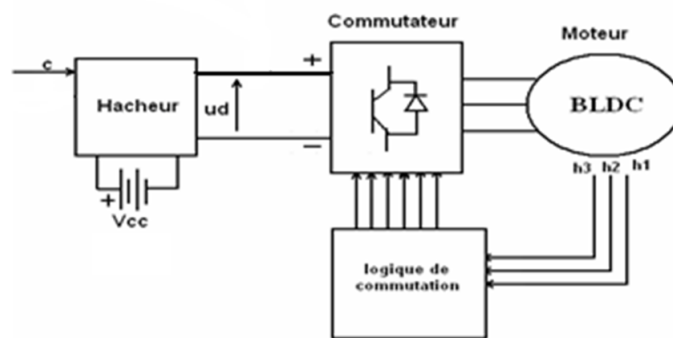 Commutateur
Moteur
c
+
Hacheur
ud
BLDC
−
h3 h2 h1
+
Vcc
logique de
commutation